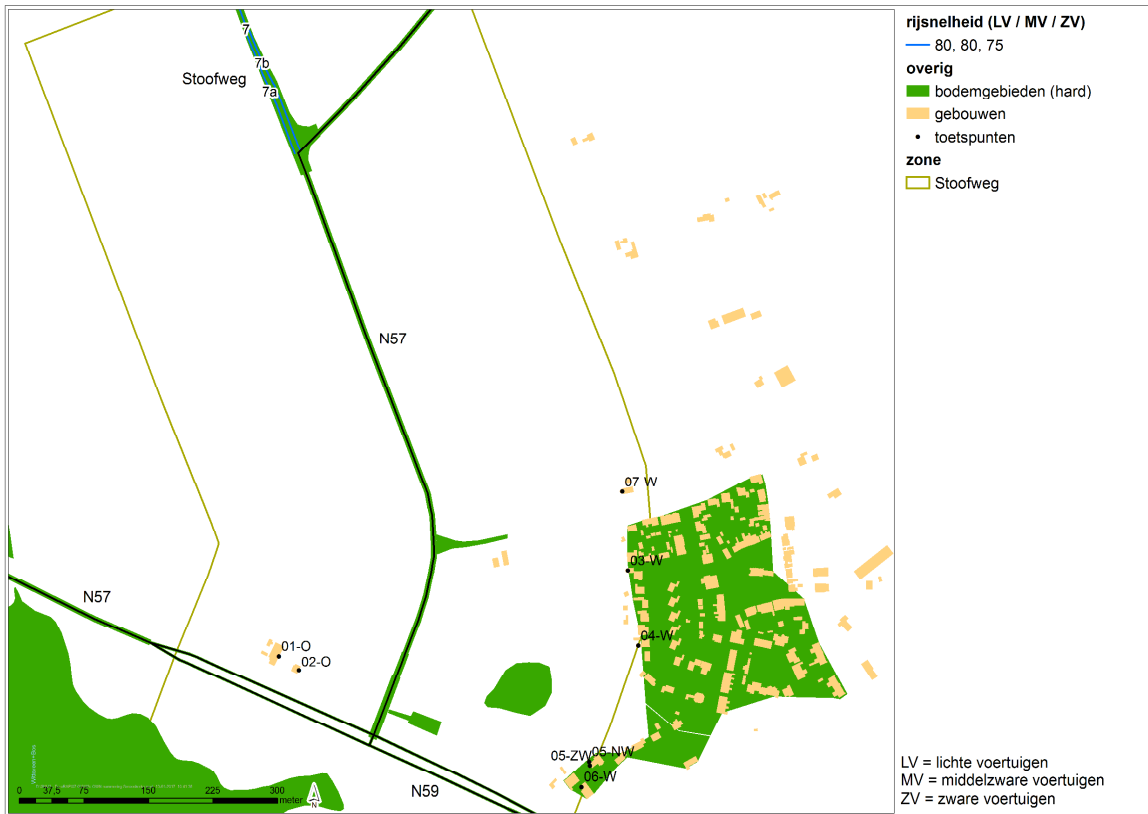 7
7b
7a
Stoofweg
N57
07-W
03-W
04-W
N57
01-O
02-O
05-ZW
05-NW
06-W
N59
0 37,5 75 150 225 300
meter
N
Witteveen+Bos
rijsnelheid (LV / MV / ZV)
80, 80, 75
overig
bodemgebieden (hard)
gebouwen
toetspunten
zone
Stoofweg
LV = lichte voertuigen
MV = middelzware voertuigen
ZV = zware voertuigen